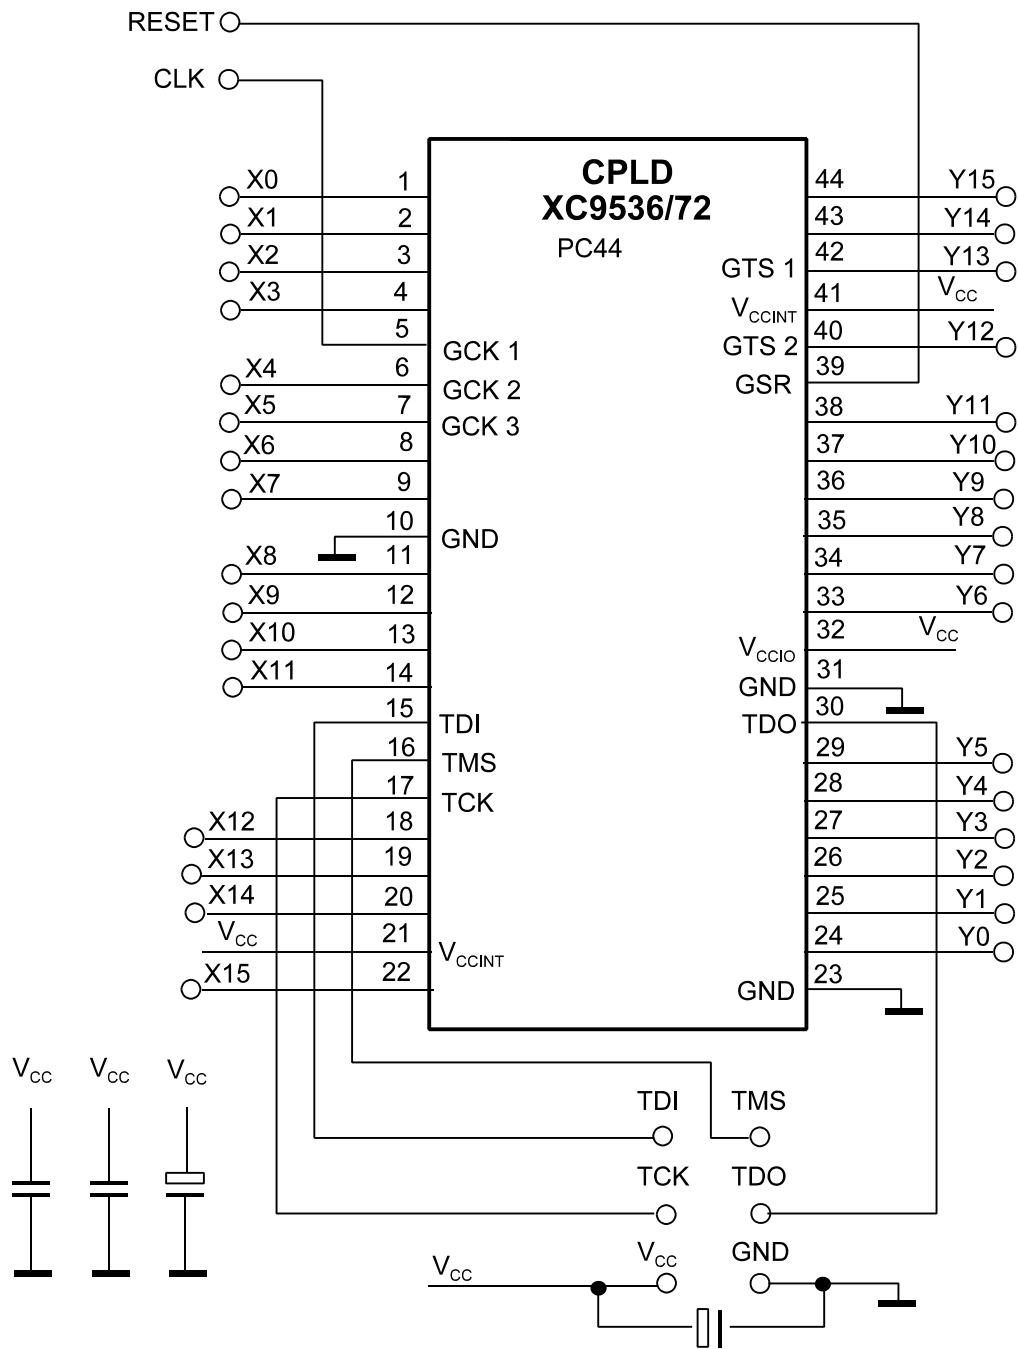 RESET
CLK
CPLD
XC9536/72
PC44
X0 1
X1 2
X2 3
X3 4
5 GCK 1
X4 6 GCK 2
X5 7 GCK 3
X6 8
X7 9
10 GND
X8 11
X9 12
X10 13
X11 14
15 TDI
16 TMS
17 TCK
X12 18
X13 19
X14 20
VCC 21 VCCINT
X15 22
44 Y15
43 Y14
GTS 1 42 Y13
VCCINT 41 VCC
GTS 2 40 Y12
GSR 39
38 Y11
37 Y10
36 Y9
35 Y8
34 Y7
33 Y6
VCCIO 32 VCC
GND 31
TDO 30
29 Y5
28 Y4
27 Y3
26 Y2
25 Y1
24 Y0
GND 23
VCC VCC VCC
TDI TMS
TCK TDO
VCC VCC GND